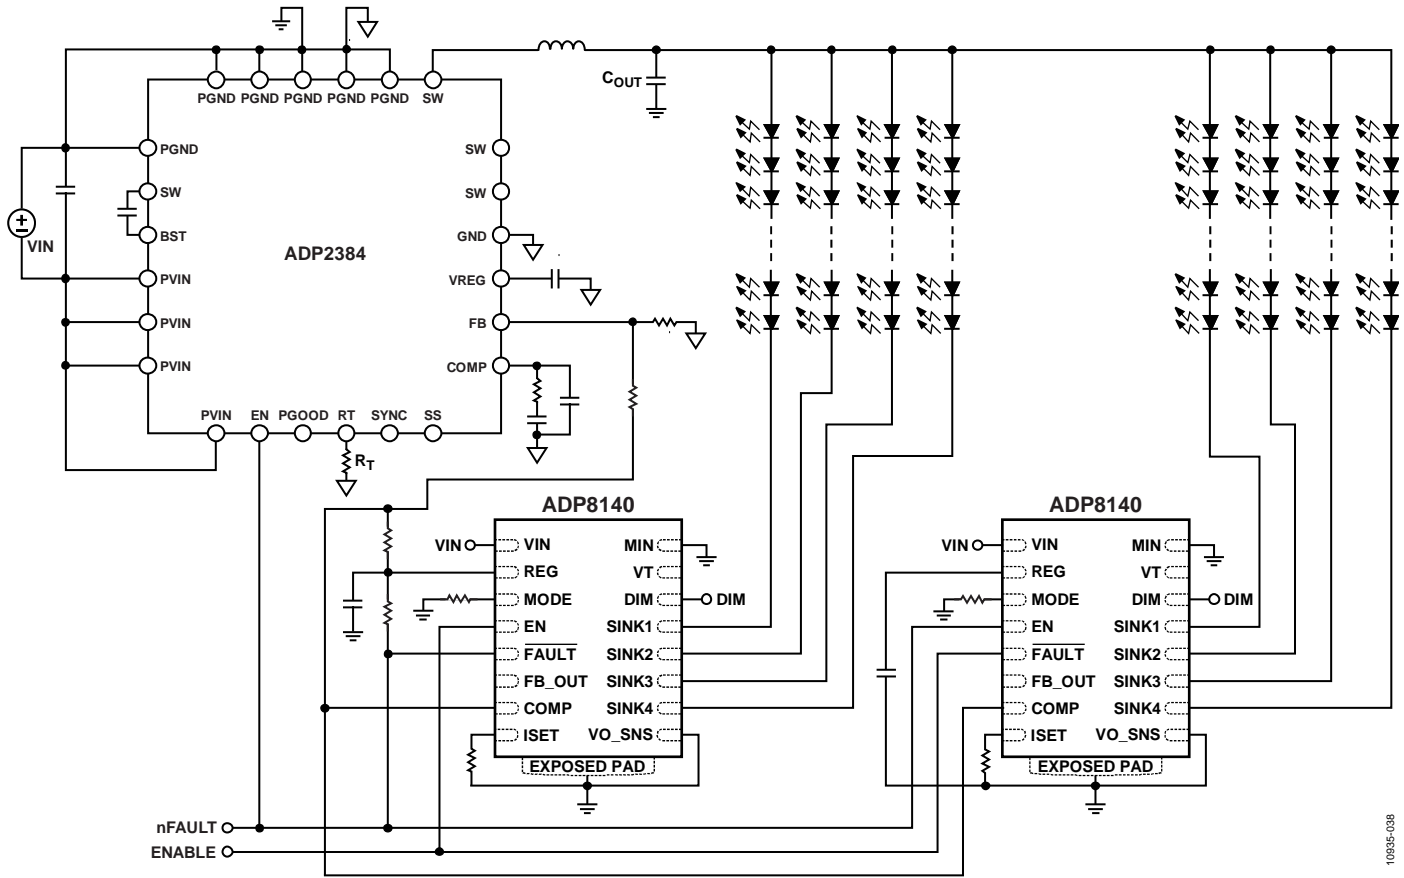 PGND PGND PGND PGND PGND SW
C_OUT
PGND
SW
SW
SW
VIN
BST
ADP2384
GND
PVIN
VREG
PVIN
FB
PVIN
COMP
PVIN EN PGOOD RT SYNC SS
R_T
ADP8140
ADP8140
VIN
VIN
MIN
REG
VT
MODE
DIM
DIM
EN
SINK1
FAULT
SINK2
FB_OUT
SINK3
COMP
SINK4
ISET
VO_SNS
EXPOSED PAD
VIN
VIN
MIN
REG
VT
MODE
DIM
DIM
EN
SINK1
FAULT
SINK2
FB_OUT
SINK3
COMP
SINK4
ISET
VO_SNS
EXPOSED PAD
nFAULT
ENABLE
10935-038